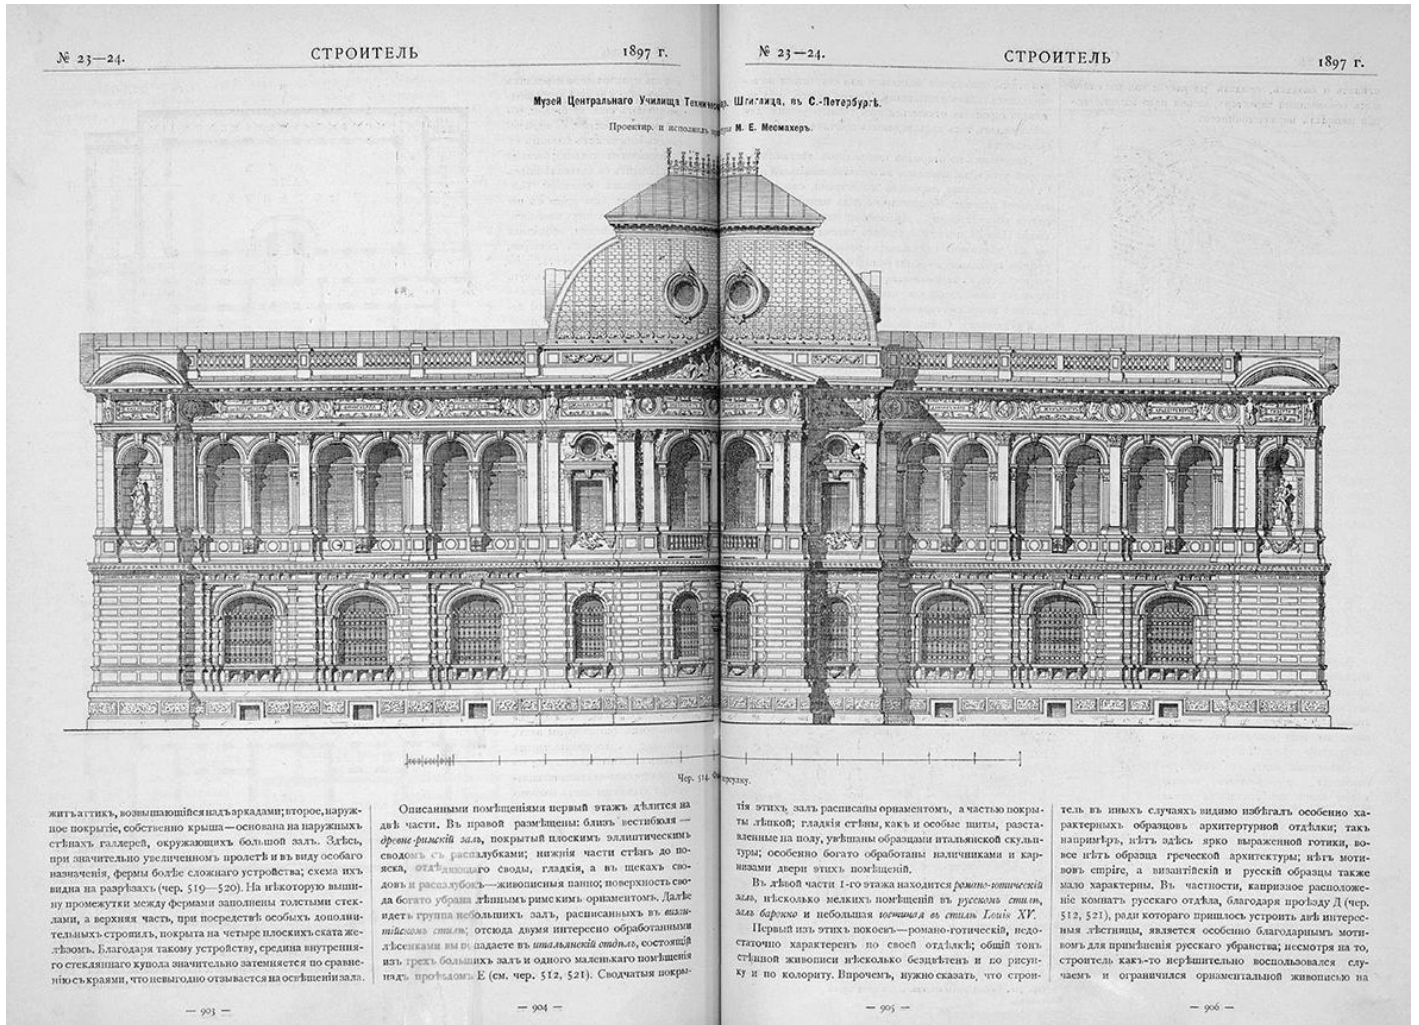 № 23—24.
СТРОИТЕЛЬ
1897 г.
№ 23—24.
СТРОИТЕЛЬ
1897 г.
Музей Центральнаго Училища Техни др. Штиглица, въ С.-Петербургѣ.
Проектир. и исполнилъ М. Е. Месмахеръ.
Чер. 514.
житъ аттикъ, возвышающійся надъ аркадами; второе, наруж-
ное покрытіе, собственно крыша—основана на наружныхъ
стѣнахъ галлерей, окружающихъ большой залъ. Здѣсь,
при значительно увеличенномъ пролетѣ и въ виду особаго
назначенія, фермы болѣе сложнаго устройства; схема ихъ
видна на разрѣзахъ (чер. 519—520). На нѣкоторую выши-
ну промежутки между фермами заполнены толстыми стек-
лами, а верхняя часть, при посредствѣ особыхъ дополни-
тельныхъ стропилъ, покрыта на четыре плоскихъ ската же-
лѣзомъ. Благодаря такому устройству, средина внутрення-
го стекляннаго купола значительно затемняется по сравне-
нію съ краями, что невыгодно отзывается на освѣщеніи зала.
— 903 —
Описанными помѣщеніями первый этажъ дѣлится на
двѣ части. Въ правой размѣщены: близъ вестибюля —
древне-римскій залъ, покрытый плоскимъ эллиптическимъ
сводомъ съ распалубками; нижнія части стѣнъ до по-
яска, отдѣляющаго своды, гладкія, а въ щекахъ сво-
довъ и распалубокъ—живописныя панно; поверхность сво-
да богато убрана лѣпнымъ римскимъ орнаментомъ. Далѣе
идетъ группа небольшихъ залъ, расписанныхъ въ визан-
тійскомъ стилѣ; отсюда двумя интересно обработанными
лѣсенками вы попадаете въ итальянскій отдѣлъ, состоящій
изъ трехъ большихъ залъ и одного маленькаго помѣщенія
надъ проѣздомъ Е (см. чер. 512, 521). Сводчатыя покры-
— 904 —
тія этихъ залъ расписаны орнаментомъ, а частью покры-
ты лѣпкой; гладкія стѣны, какъ и особые щиты, разста-
вленные на полу, увѣшаны образцами итальянской скульп-
туры; особенно богато обработаны наличниками и кар-
низами двери этихъ помѣщеній.
Въ лѣвой части 1-го этажа находится романо-готическій
залъ, нѣсколько мелкихъ помѣщеній въ русскомъ стилѣ,
залъ барокко и небольшая гостиная въ стилѣ Louis XV.
Первый изъ этихъ покоевъ—романо-готическій, недо-
статочно характеренъ по своей отдѣлкѣ; общій тонъ
стѣнной живописи нѣсколько безцвѣтенъ и по рисун-
ку и по колориту. Впрочемъ, нужно сказать, что строи-
— 905 —
тель въ иныхъ случаяхъ видимо избѣгалъ особенно ха-
рактерныхъ образцовъ архитертурной отдѣлки; такъ
напримѣръ, нѣтъ здѣсь ярко выраженной готики, во-
все нѣтъ образца греческой архитектуры; нѣтъ моти-
вовъ empire, а византійскій и русскій образцы также
мало характерны. Въ частности, капризное расположе-
ніе комнатъ русскаго отдѣла, благодаря проѣзду Д (чер.
512, 521), ради котораго пришлось устроить двѣ интерес-
ныя лѣстницы, является особенно благодарнымъ моти-
вомъ для примѣненія русскаго убранства; несмотря на то,
строитель какъ-то нерѣшительно воспользовался слу-
чаемъ и ограничился орнаментальной живописью на
— 906 —